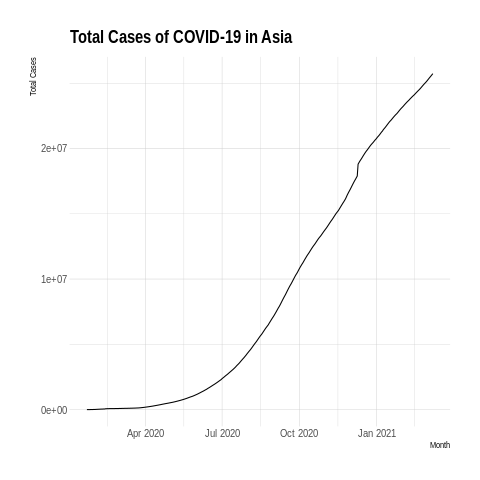 Total Cases of COVID-19 in Asia
Total Cases
2e+07
1e+07
0e+00
Apr 2020 Jul 2020 Oct 2020 Jan 2021
Month